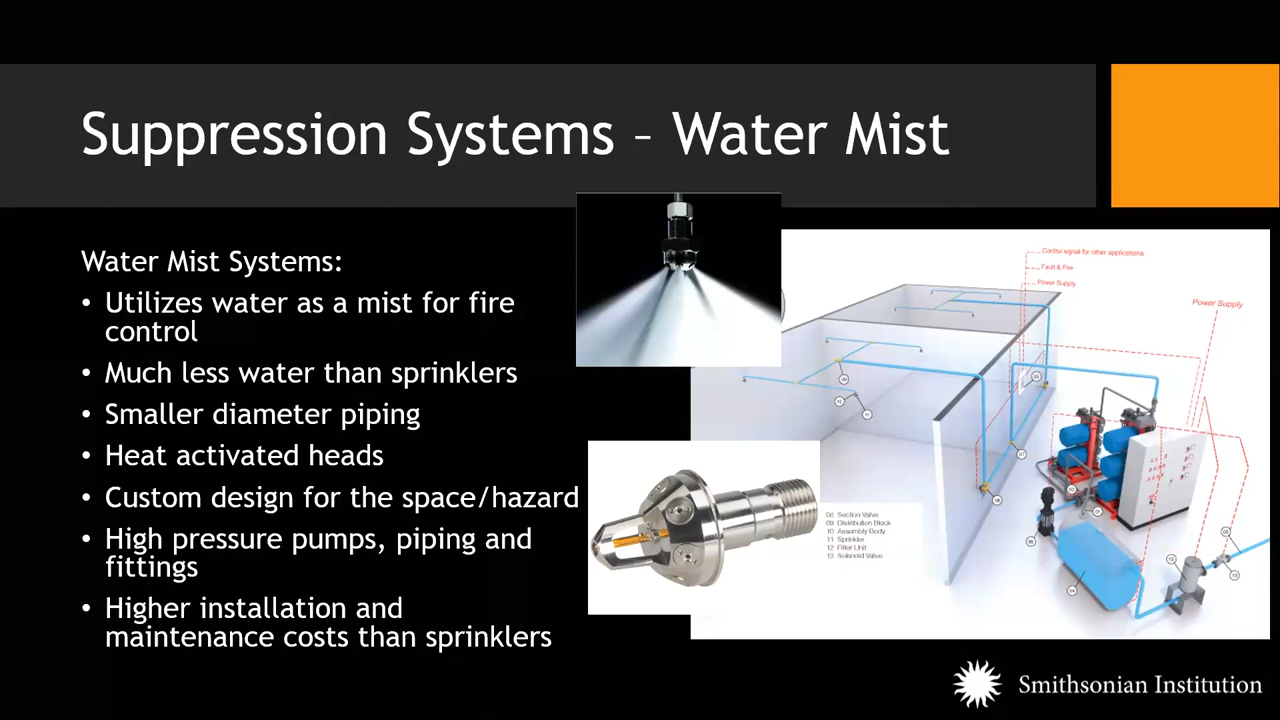 Suppression Systems – Water Mist
Water Mist Systems:
• Utilizes water as a mist for fire
control
• Much less water than sprinklers
• Smaller diameter piping
• Heat activated heads
• Custom design for the space/hazard
• High pressure pumps, piping and
fittings
• Higher installation and
maintenance costs than sprinklers
Control signal for other applications
Fault & Fire
Power Supply
Power Supply
08 Section Valve
09 Distribution Block
10 Assembly Body
11 Sprinkler
12 Filter Unit
13 Solenoid Valve
Smithsonian Institution